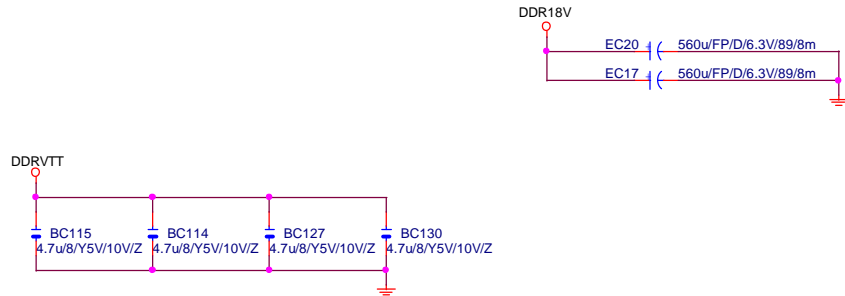 DDR18V
EC20 + 560u/FP/D/6.3V/89/8m
EC17 + 560u/FP/D/6.3V/89/8m
DDRVTT
BC115 BC114 BC127 BC130
4.7u/8/Y5V/10V/Z 4.7u/8/Y5V/10V/Z 4.7u/8/Y5V/10V/Z 4.7u/8/Y5V/10V/Z